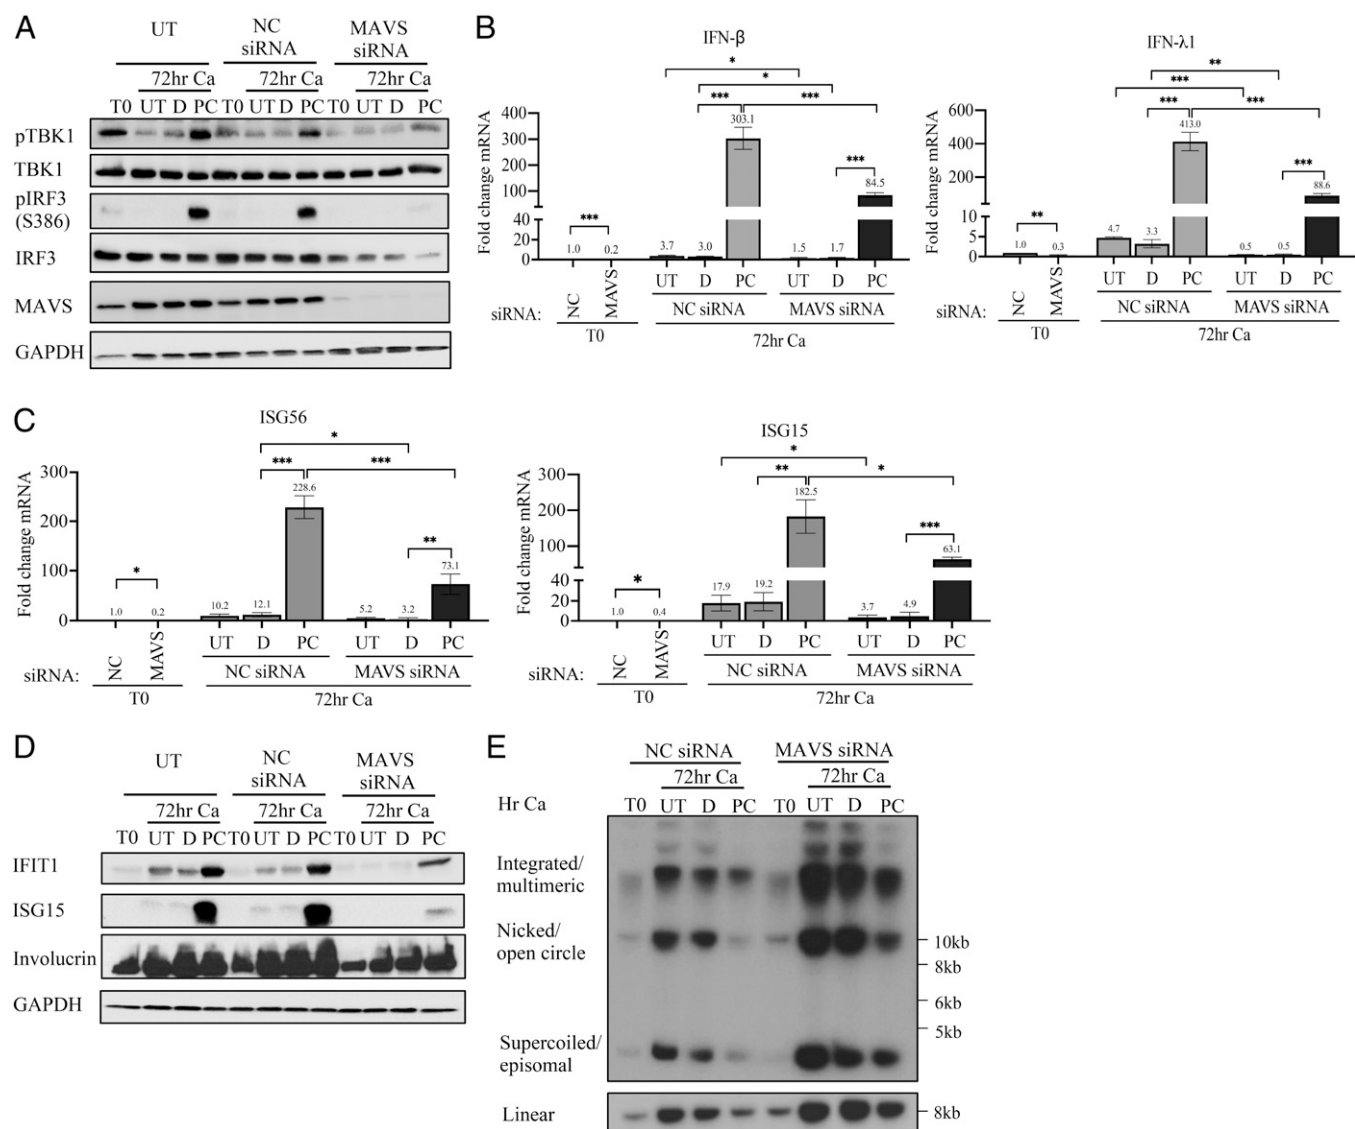 A
UT
NC
siRNA
MAVS
siRNA
72hr Ca 72hr Ca 72hr Ca
T0 UT D PC T0 UT D PC T0 UT D PC
pTBK1
TBK1
pIRF3
(S386)
IRF3
MAVS
GAPDH
B
IFN-β
Fold change mRNA
* * *** *** *** ***
400
300
200
100
40
20
0
1.0 0.2 3.7 3.0 303.1 1.5 1.7 84.5
UT D PC UT D PC
siRNA: NC MAVS NC siRNA MAVS siRNA
T0 72hr Ca
IFN-λ1
Fold change mRNA
** *** *** *** *** **
600
400
200
10
5
0
1.0 0.3 4.7 3.3 413.0 0.5 0.5 88.6
UT D PC UT D PC
siRNA: NC MAVS NC siRNA MAVS siRNA
T0 72hr Ca
C
ISG56
Fold change mRNA
* *** *** ** *
300
200
100
0
1.0 0.2 10.2 12.1 228.6 5.2 3.2 73.1
UT D PC UT D PC
siRNA: NC MAVS NC siRNA MAVS siRNA
T0 72hr Ca
ISG15
Fold change mRNA
* ** * *** *
300
200
100
40
20
0
1.0 0.4 17.9 19.2 182.5 3.7 4.9 63.1
UT D PC UT D PC
siRNA: NC MAVS NC siRNA MAVS siRNA
T0 72hr Ca
D
UT
NC
siRNA
MAVS
siRNA
72hr Ca 72hr Ca 72hr Ca
T0 UT D PC T0 UT D PC T0 UT D PC
IFIT1
ISG15
Involucrin
GAPDH
E
NC siRNA MAVS siRNA
72hr Ca 72hr Ca
Hr Ca T0 UT D PC T0 UT D PC
Integrated/
multimeric
Nicked/
open circle
Supercoiled/
episomal
Linear
10kb
8kb
6kb
5kb
8kb